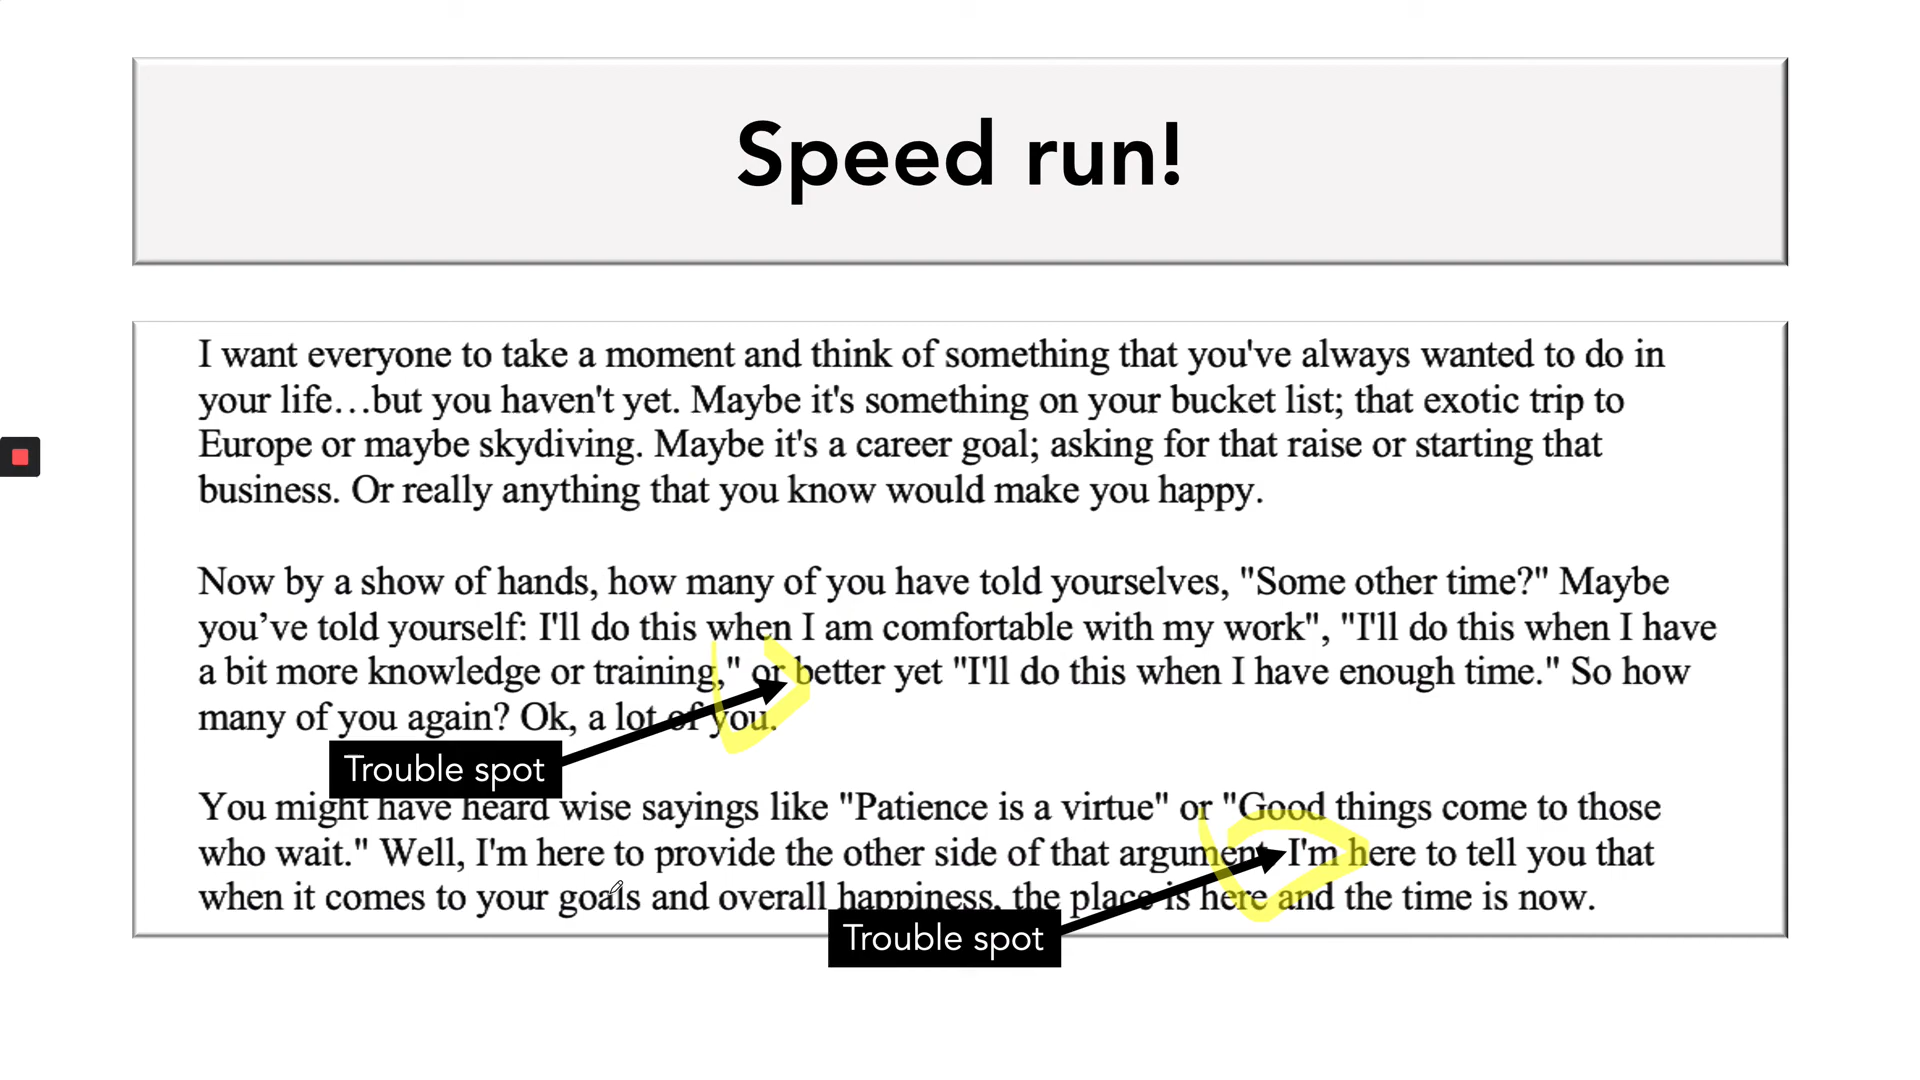 Speed run!
I want everyone to take a moment and think of something that you've always wanted to do in
your life…but you haven't yet. Maybe it's something on your bucket list; that exotic trip to
Europe or maybe skydiving. Maybe it's a career goal; asking for that raise or starting that
business. Or really anything that you know would make you happy.
Now by a show of hands, how many of you have told yourselves, "Some other time?" Maybe
you’ve told yourself: I'll do this when I am comfortable with my work", "I'll do this when I have
a bit more knowledge or training," or better yet "I'll do this when I have enough time." So how
many of you again? Ok, a lot of you.
Trouble spot
You might have heard wise sayings like "Patience is a virtue" or "Good things come to those
who wait." Well, I'm here to provide the other side of that argument. I'm here to tell you that
when it comes to your goals and overall happiness, the place is here and the time is now.
Trouble spot